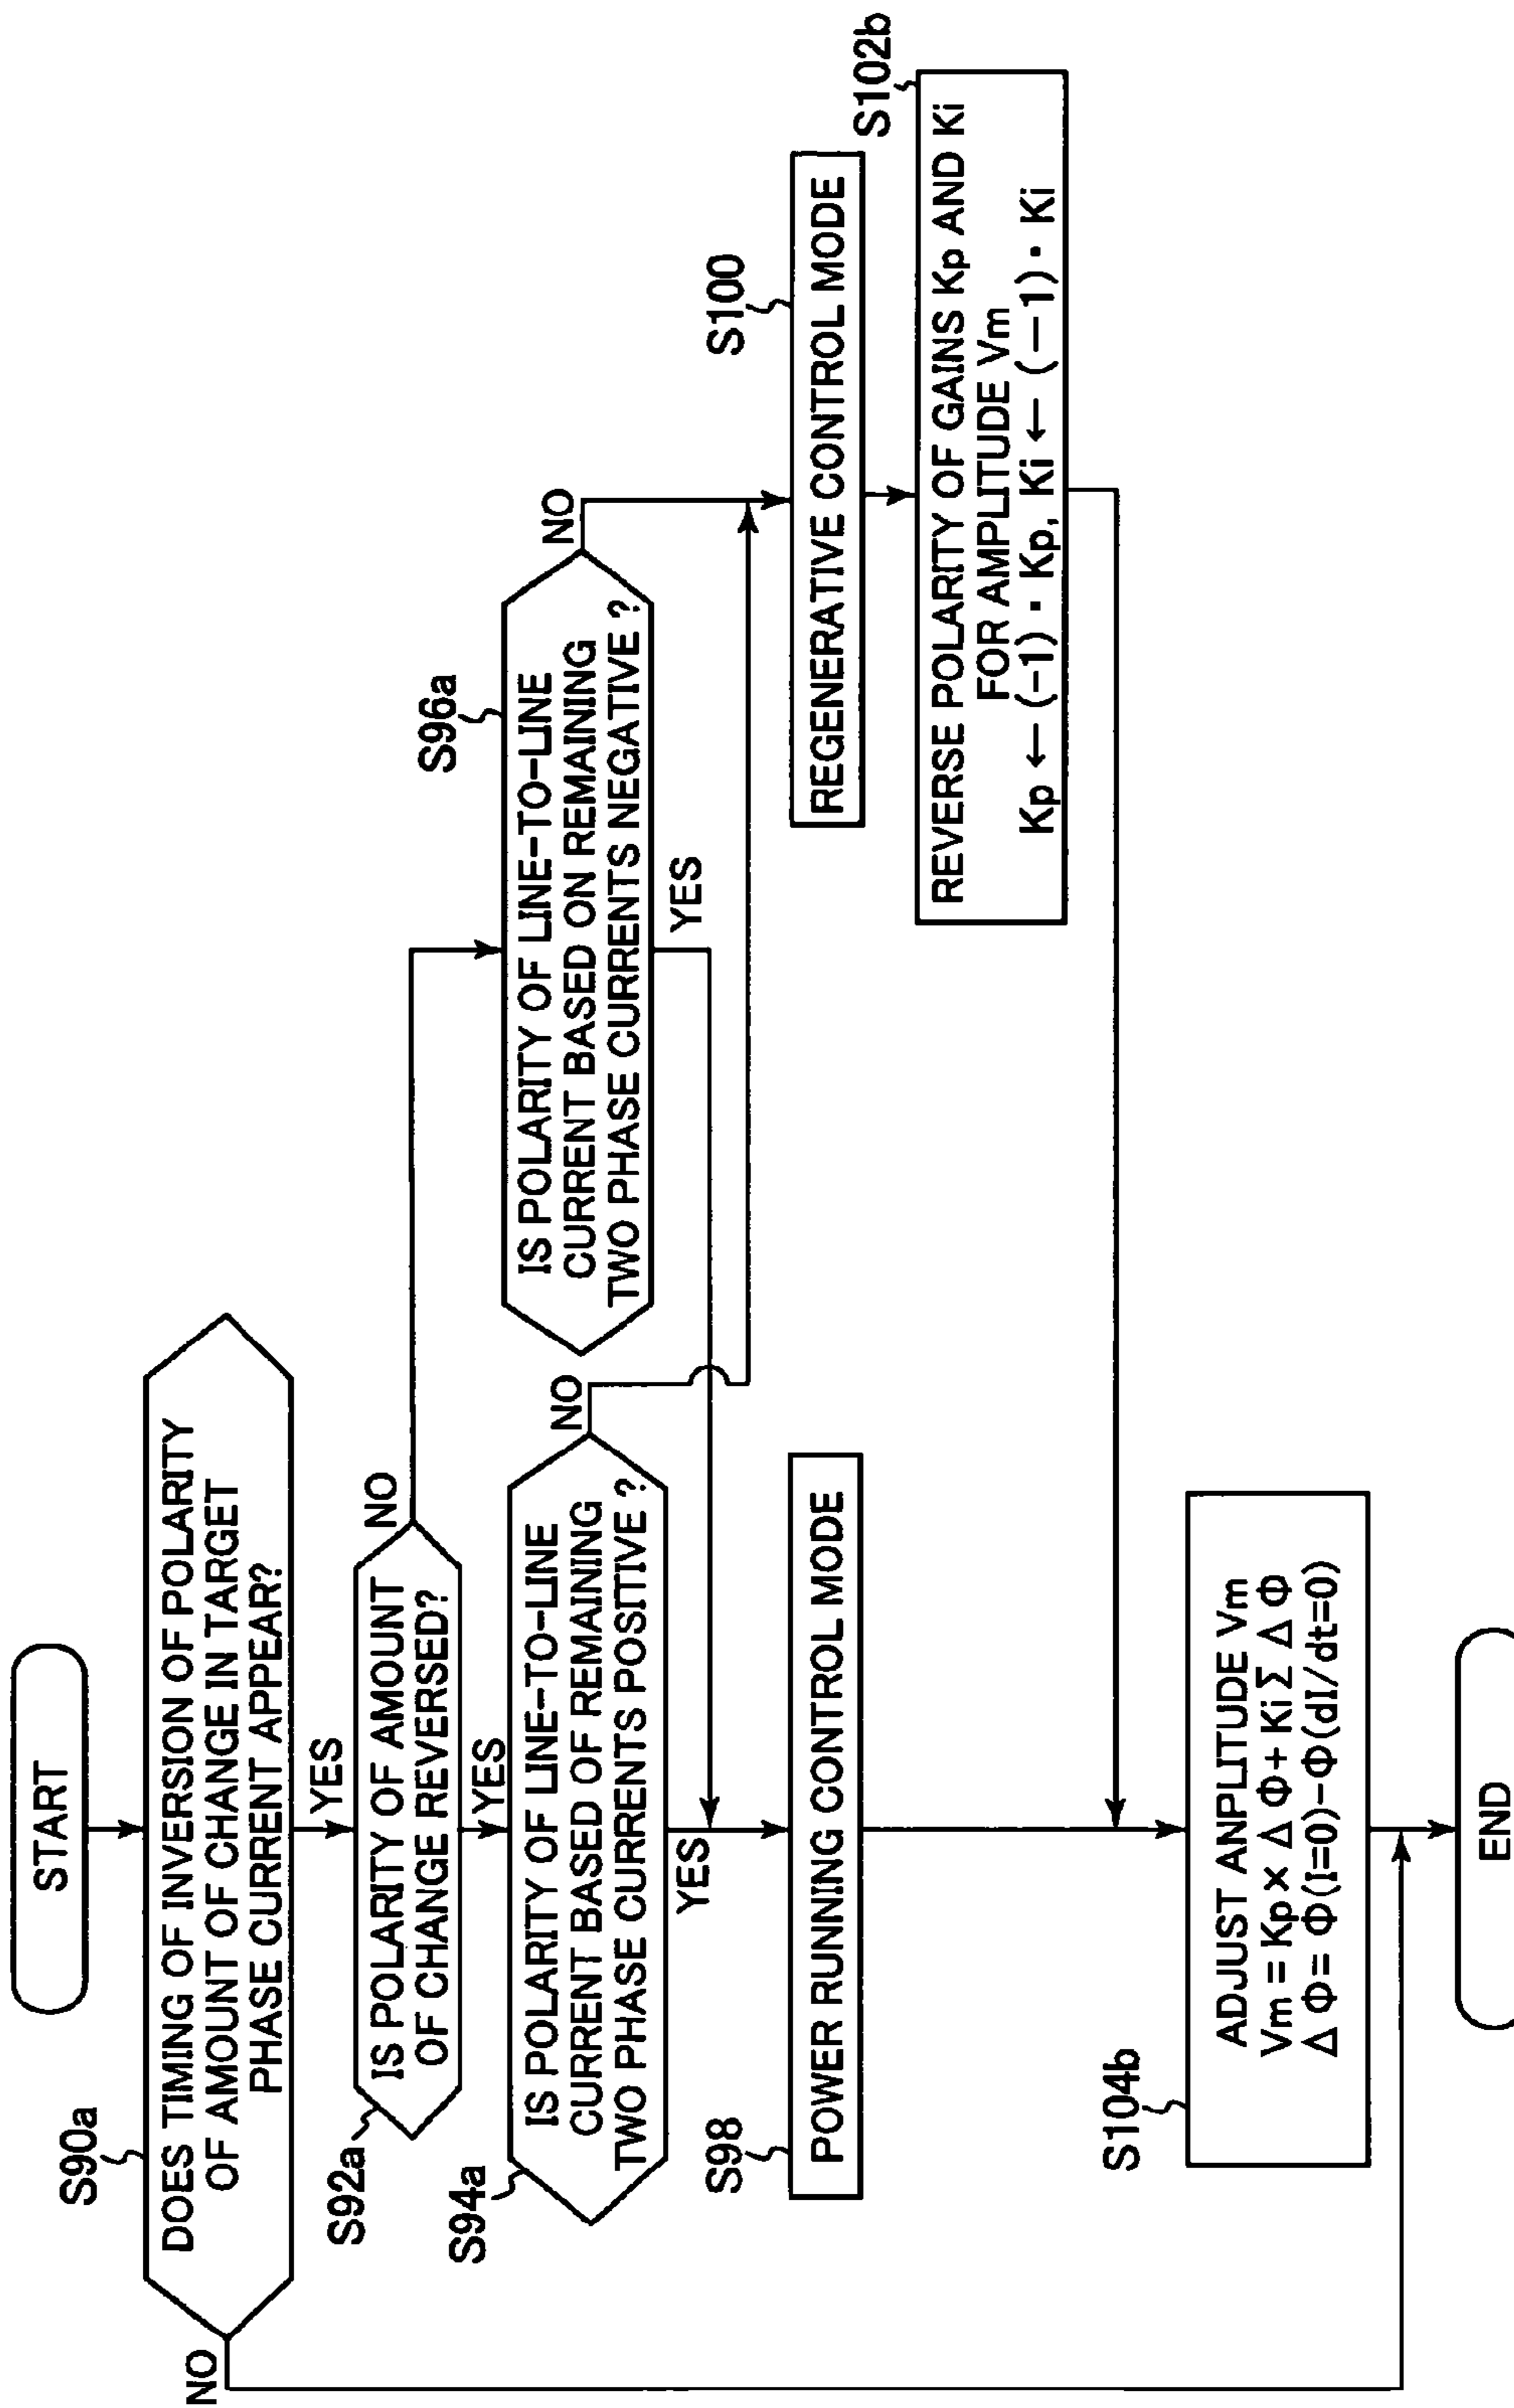 START
S90a
DOES TIMING OF INVERSION OF POLARITY
OF AMOUNT OF CHANGE IN TARGET
PHASE CURRENT APPEAR?
NO
YES
S92a
IS POLARITY OF AMOUNT
OF CHANGE REVERSED?
NO
YES
S94a
IS POLARITY OF LINE-TO-LINE
CURRENT BASED OF REMAINING
TWO PHASE CURRENTS POSITIVE ?
NO
YES
S96a
IS POLARITY OF LINE-TO-LINE
CURRENT BASED ON REMAINING
TWO PHASE CURRENTS NEGATIVE ?
NO
YES
S98
POWER RUNNING CONTROL MODE
S100
REGENERATIVE CONTROL MODE
S102b
REVERSE POLARITY OF GAINS Kp AND Ki
FOR AMPLITUDE Vm
Kp ← (-1) · Kp, Ki ← (-1) · Ki
S104b
ADJUST ANPLITUDE Vm
Vm = Kp × Δ Φ + Ki Σ Δ Φ
Δ Φ = Φ(I=0)-Φ(dI/dt=0)
END